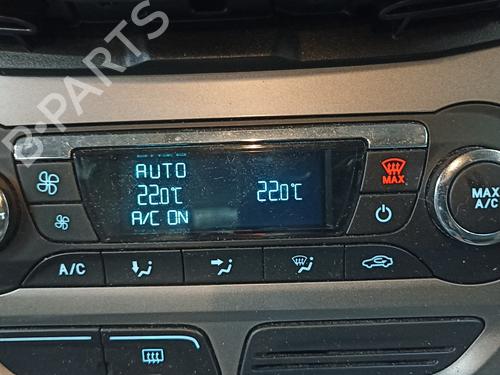 B-PARTS
AUTO
22.0°C 22.0°C
A/C ON
MAX
MAX
A/C
A/C